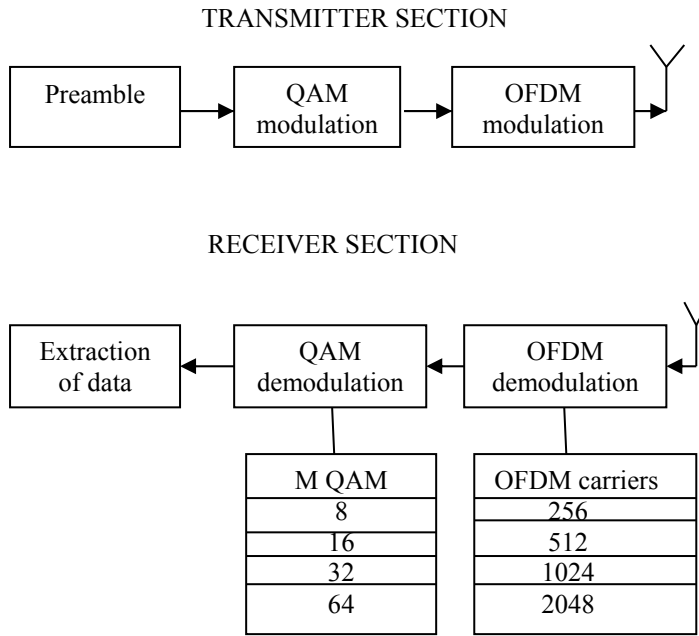 TRANSMITTER SECTION
Preamble
QAM
modulation
OFDM
modulation
RECEIVER SECTION
Extraction
of data
QAM
demodulation
OFDM
demodulation
M QAM
8
16
32
64
OFDM carriers
256
512
1024
2048